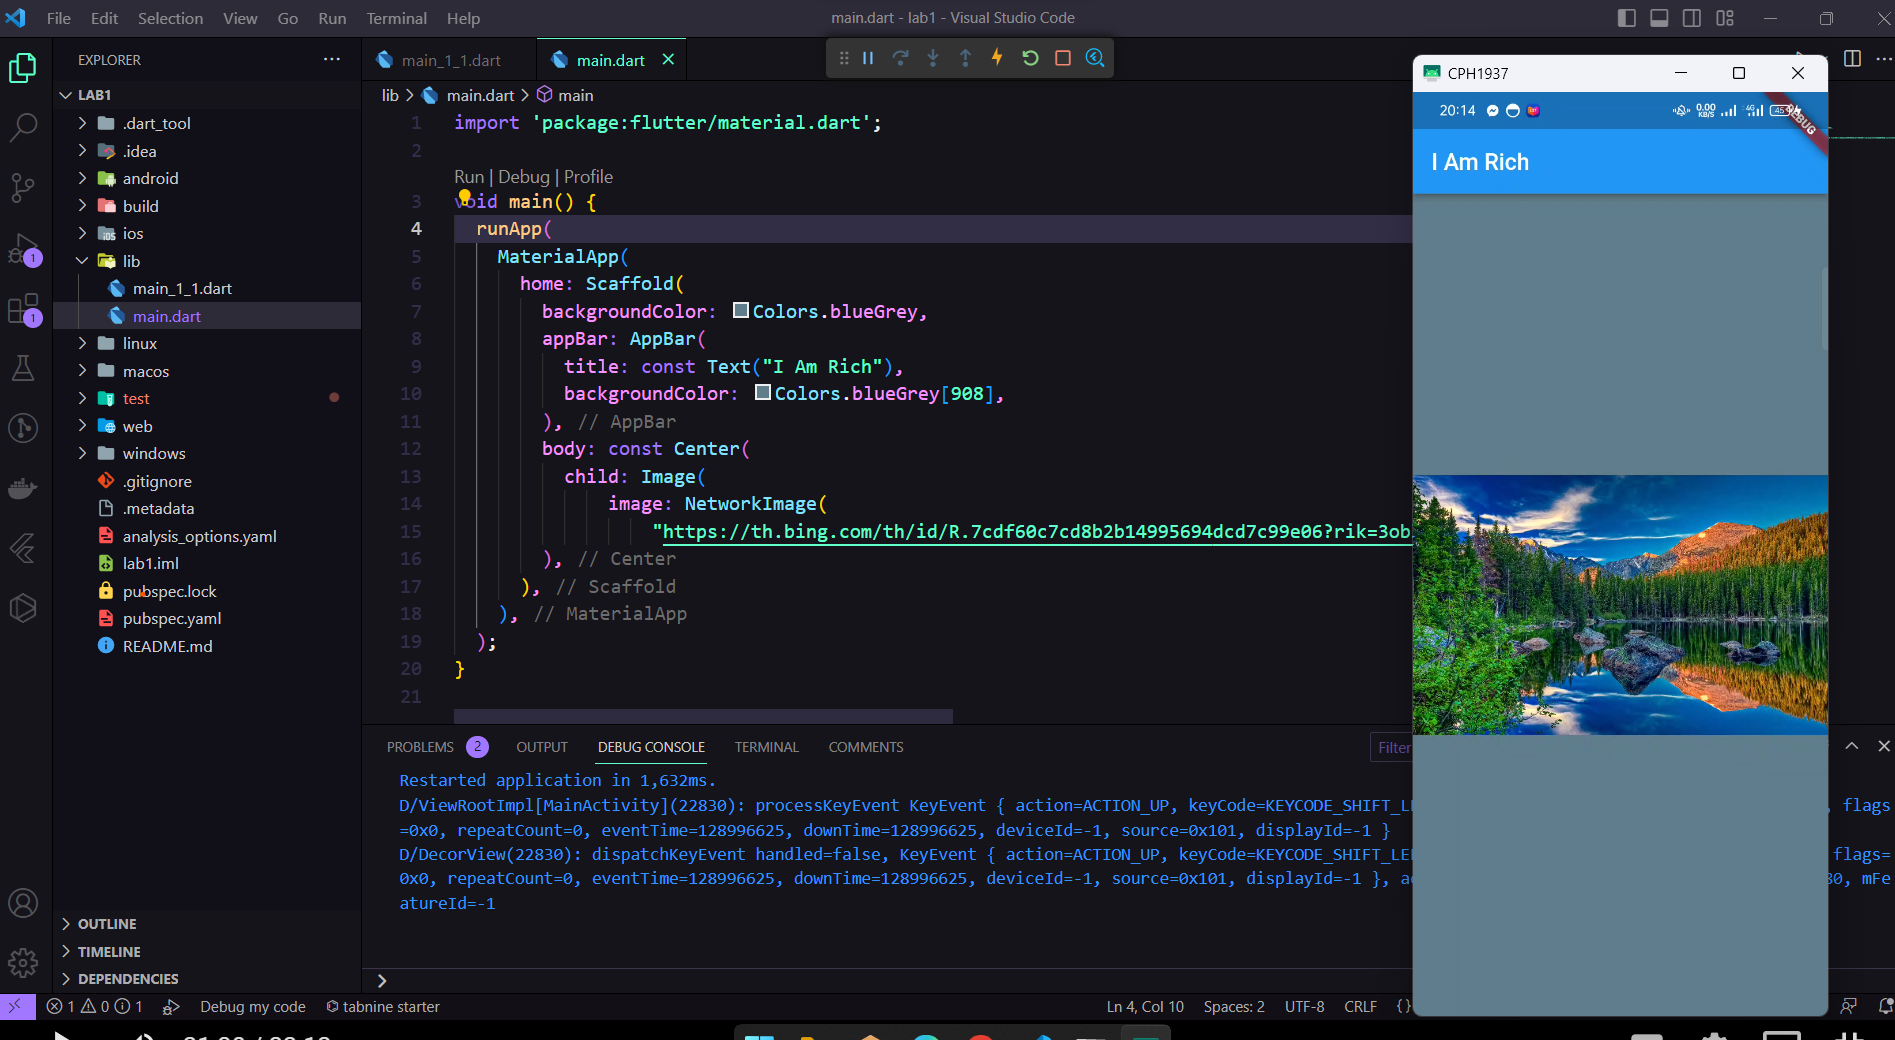 File Edit Selection View Go Run Terminal Help
main.dart - lab1 - Visual Studio Code
EXPLORER
LAB1
.dart_tool
.idea
android
build
ios
lib
main_1_1.dart
main.dart
linux
macos
test
web
windows
.gitignore
.metadata
analysis_options.yaml
lab1.iml
pubspec.lock
pubspec.yaml
README.md
OUTLINE
TIMELINE
DEPENDENCIES
1
1
main_1_1.dart main.dart
lib > main.dart > main
1 import 'package:flutter/material.dart';
2
Run | Debug | Profile
3 void main() {
4 runApp(
5 MaterialApp(
6 home: Scaffold(
7 backgroundColor: Colors.blueGrey,
8 appBar: AppBar(
9 title: const Text("I Am Rich"),
10 backgroundColor: Colors.blueGrey[908],
11 ), // AppBar
12 body: const Center(
13 child: Image(
14 image: NetworkImage(
15 "https://th.bing.com/th/id/R.7cdf60c7cd8b2b14995694dcd7c99e06?rik=3ob
16 ), // Center
17 ), // Scaffold
18 ), // MaterialApp
19 );
20 }
21
PROBLEMS 2 OUTPUT DEBUG CONSOLE TERMINAL COMMENTS
Filter
Restarted application in 1,632ms.
D/ViewRootImpl[MainActivity](22830): processKeyEvent KeyEvent { action=ACTION_UP, keyCode=KEYCODE_SHIFT_LE , flags
=0x0, repeatCount=0, eventTime=128996625, downTime=128996625, deviceId=-1, source=0x101, displayId=-1 }
D/DecorView(22830): dispatchKeyEvent handled=false, KeyEvent { action=ACTION_UP, keyCode=KEYCODE_SHIFT_LE flags=
0x0, repeatCount=0, eventTime=128996625, downTime=128996625, deviceId=-1, source=0x101, displayId=-1 }, a 30, mFe
atureId=-1
1 0 1 Debug my code tabnine starter
Ln 4, Col 10 Spaces: 2 UTF-8 CRLF {}
CPH1937
20:14
0.00 KB/S 4G 45
DEBUG
I Am Rich